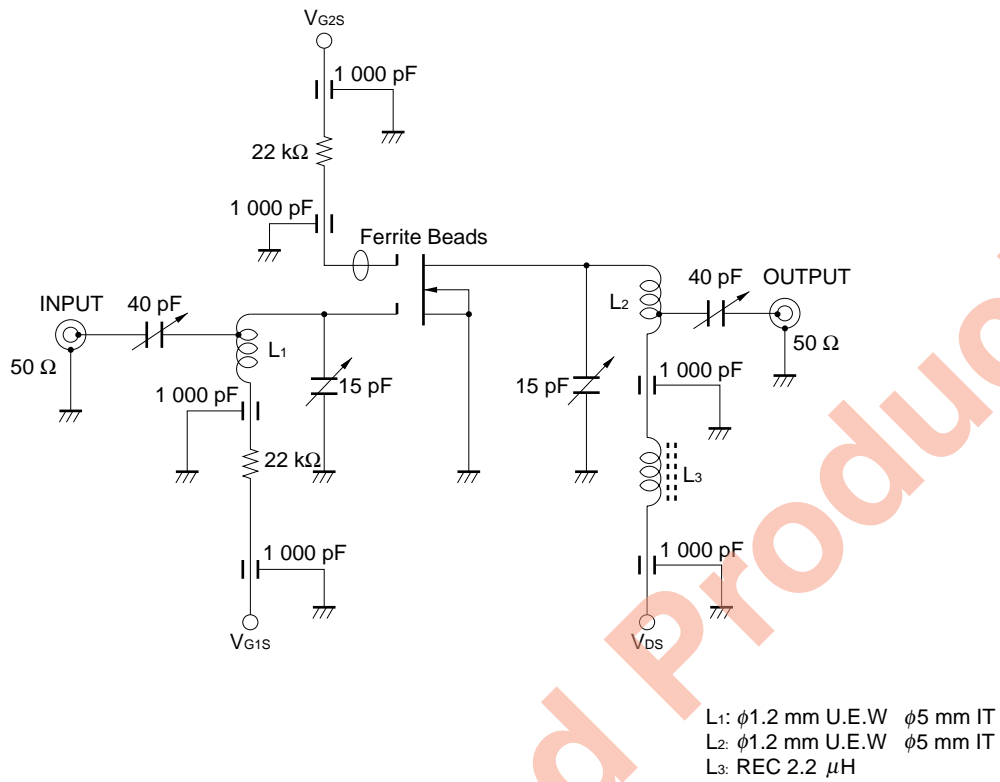 VG2S
1 000 pF
22 kΩ
1 000 pF
Ferrite Beads
INPUT
40 pF
50 Ω
L1
15 pF
1 000 pF
22 kΩ
1 000 pF
VG1S
L2
40 pF
OUTPUT
50 Ω
15 pF
1 000 pF
L3
1 000 pF
VDS
L1: ϕ1.2 mm U.E.W ϕ5 mm IT
L2: ϕ1.2 mm U.E.W ϕ5 mm IT
L3: REC 2.2 μH
d Produc